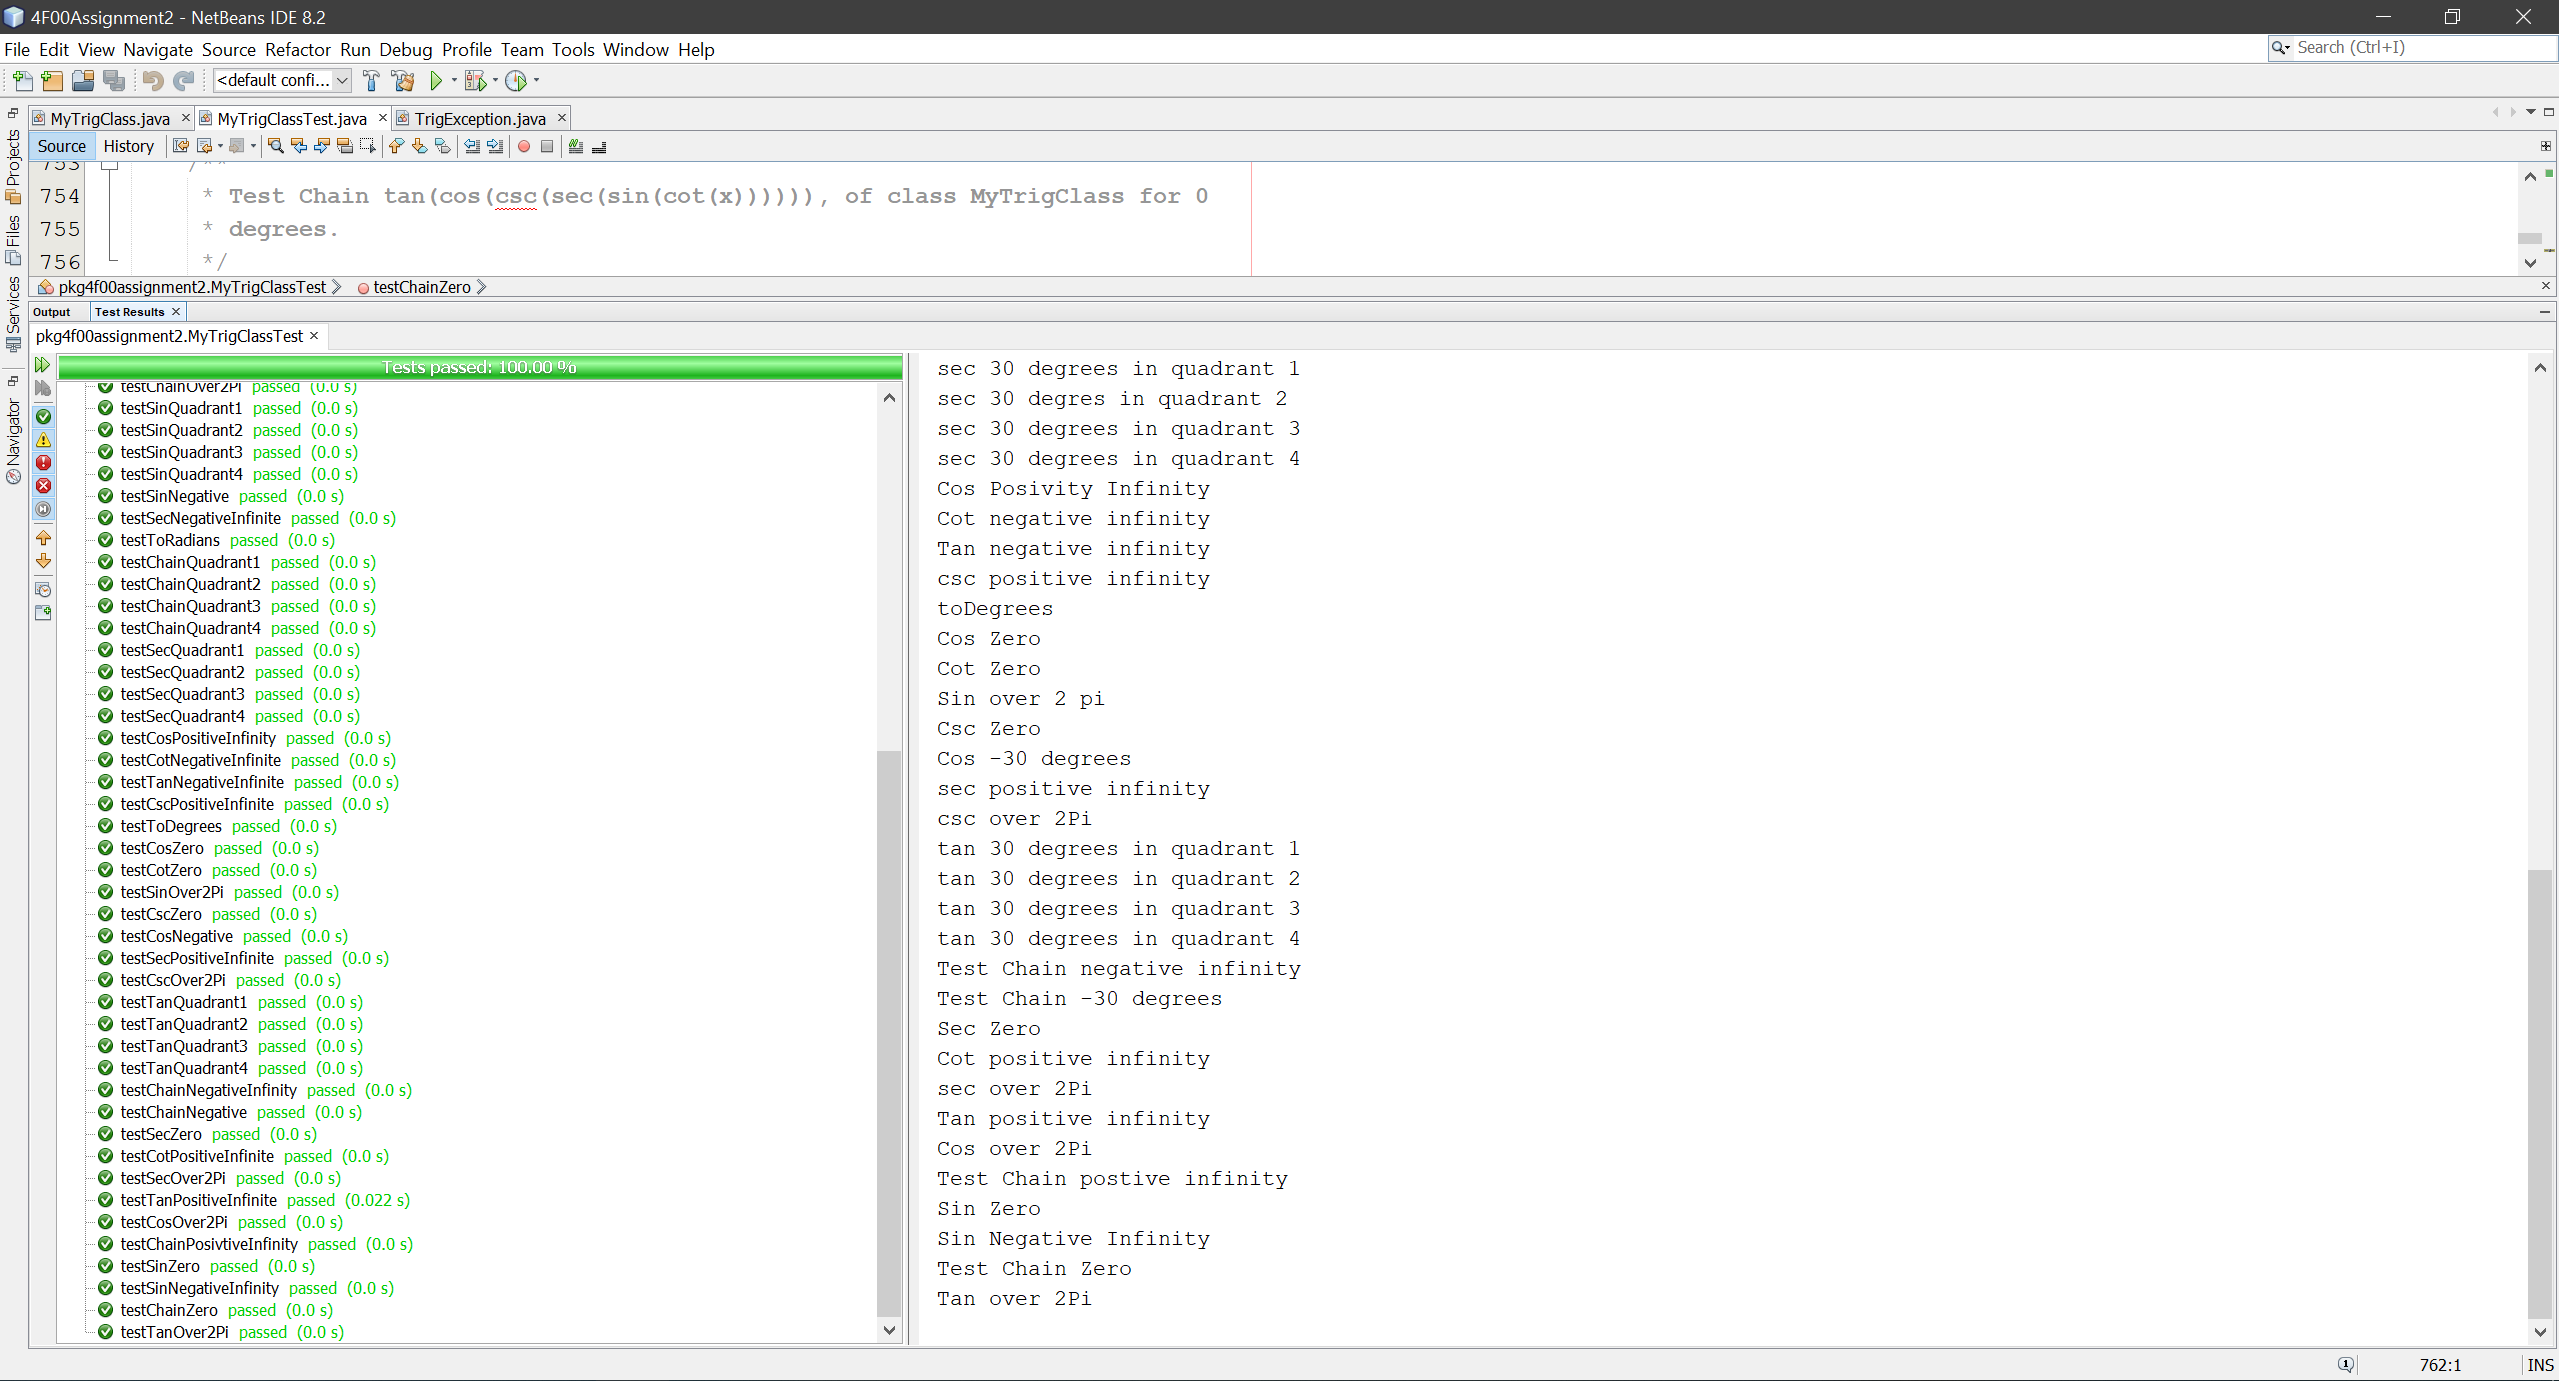 4F00Assignment2 - NetBeans IDE 8.2
File Edit View Navigate Source Refactor Run Debug Profile Team Tools Window Help
Search (Ctrl+I)
<default confi...
MyTrigClass.java
MyTrigClassTest.java
TrigException.java
Source History
Projects
Files
Services
Navigator
753 /**
754 * Test Chain tan(cos(csc(sec(sin(cot(x)))))), of class MyTrigClass for 0
755 * degrees.
756 */
pkg4f00assignment2.MyTrigClassTest
testChainZero
Output
Test Results
pkg4f00assignment2.MyTrigClassTest
Tests passed: 100.00 %
testChainOver2Pi passed (0.0 s)
testSinQuadrant1 passed (0.0 s)
testSinQuadrant2 passed (0.0 s)
testSinQuadrant3 passed (0.0 s)
testSinQuadrant4 passed (0.0 s)
testSinNegative passed (0.0 s)
testSecNegativeInfinite passed (0.0 s)
testToRadians passed (0.0 s)
testChainQuadrant1 passed (0.0 s)
testChainQuadrant2 passed (0.0 s)
testChainQuadrant3 passed (0.0 s)
testChainQuadrant4 passed (0.0 s)
testSecQuadrant1 passed (0.0 s)
testSecQuadrant2 passed (0.0 s)
testSecQuadrant3 passed (0.0 s)
testSecQuadrant4 passed (0.0 s)
testCosPositiveInfinity passed (0.0 s)
testCotNegativeInfinite passed (0.0 s)
testTanNegativeInfinite passed (0.0 s)
testCscPositiveInfinite passed (0.0 s)
testToDegrees passed (0.0 s)
testCosZero passed (0.0 s)
testCotZero passed (0.0 s)
testSinOver2Pi passed (0.0 s)
testCscZero passed (0.0 s)
testCosNegative passed (0.0 s)
testSecPositiveInfinite passed (0.0 s)
testCscOver2Pi passed (0.0 s)
testTanQuadrant1 passed (0.0 s)
testTanQuadrant2 passed (0.0 s)
testTanQuadrant3 passed (0.0 s)
testTanQuadrant4 passed (0.0 s)
testChainNegativeInfinity passed (0.0 s)
testChainNegative passed (0.0 s)
testSecZero passed (0.0 s)
testCotPositiveInfinite passed (0.0 s)
testSecOver2Pi passed (0.0 s)
testTanPositiveInfinite passed (0.022 s)
testCosOver2Pi passed (0.0 s)
testChainPosivtiveInfinity passed (0.0 s)
testSinZero passed (0.0 s)
testSinNegativeInfinity passed (0.0 s)
testChainZero passed (0.0 s)
testTanOver2Pi passed (0.0 s)
sec 30 degrees in quadrant 1
sec 30 degres in quadrant 2
sec 30 degrees in quadrant 3
sec 30 degrees in quadrant 4
Cos Posivity Infinity
Cot negative infinity
Tan negative infinity
csc positive infinity
toDegrees
Cos Zero
Cot Zero
Sin over 2 pi
Csc Zero
Cos -30 degrees
sec positive infinity
csc over 2Pi
tan 30 degrees in quadrant 1
tan 30 degrees in quadrant 2
tan 30 degrees in quadrant 3
tan 30 degrees in quadrant 4
Test Chain negative infinity
Test Chain -30 degrees
Sec Zero
Cot positive infinity
sec over 2Pi
Tan positive infinity
Cos over 2Pi
Test Chain postive infinity
Sin Zero
Sin Negative Infinity
Test Chain Zero
Tan over 2Pi
762:1
INS